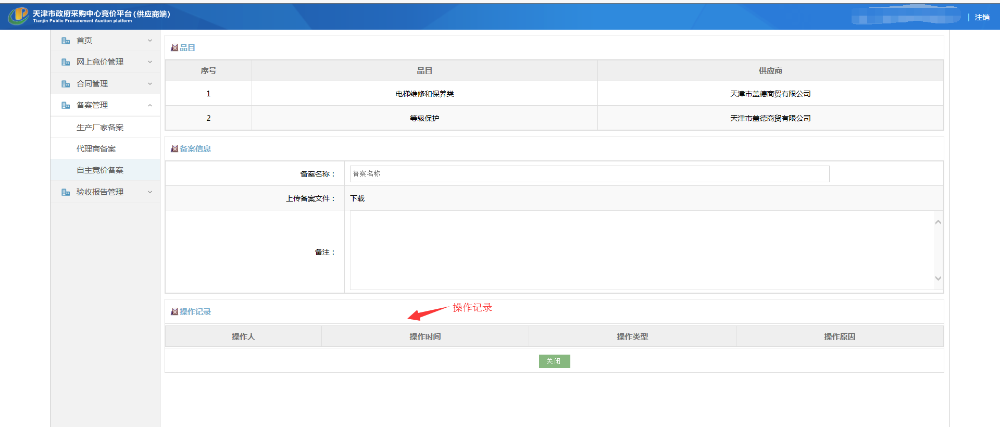 天津市政府采购中心竞价平台(供应商端)
Tianjin Public Procurement Auction platform
| 注销
首页
网上竞价管理
合同管理
备案管理
生产厂家备案
代理商备案
自主竞价备案
验收报告管理
品目
序号 品目 供应商
1 电梯维修和保养类 天津市盖德商贸有限公司
2 等级保护 天津市盖德商贸有限公司
备案信息
备案名称： 备案名称
上传备案文件： 下载
备注：
操作记录
操作记录
操作人 操作时间 操作类型 操作原因
关闭